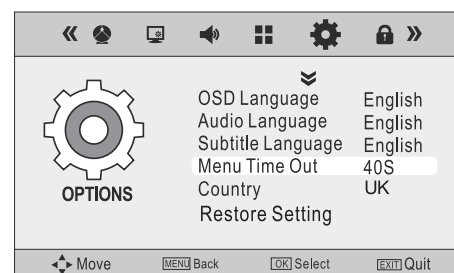 OSD Language English
Audio Language English
Subtitle Language English
Menu Time Out 40S
Country UK
Restore Setting
OPTIONS
Move MENU Back OK Select EXIT Quit